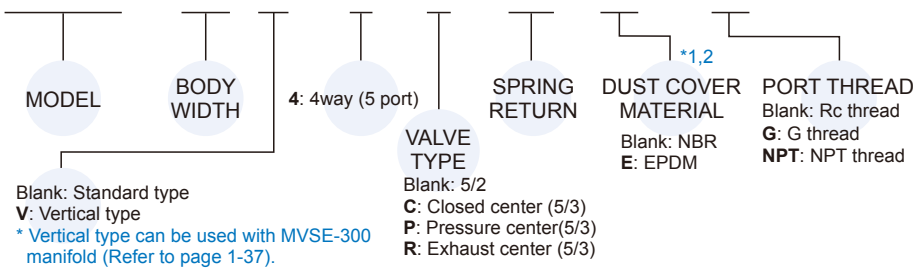 MODEL
BODY
WIDTH
4: 4way (5 port)
VALVE
TYPE
Blank: 5/2
C: Closed center (5/3)
P: Pressure center(5/3)
R: Exhaust center (5/3)
SPRING
RETURN
*1,2
DUST COVER
MATERIAL
Blank: NBR
E: EPDM
PORT THREAD
Blank: Rc thread
G: G thread
NPT: NPT thread
Blank: Standard type
V: Vertical type
* Vertical type can be used with MVSE-300
manifold (Refer to page 1-37).